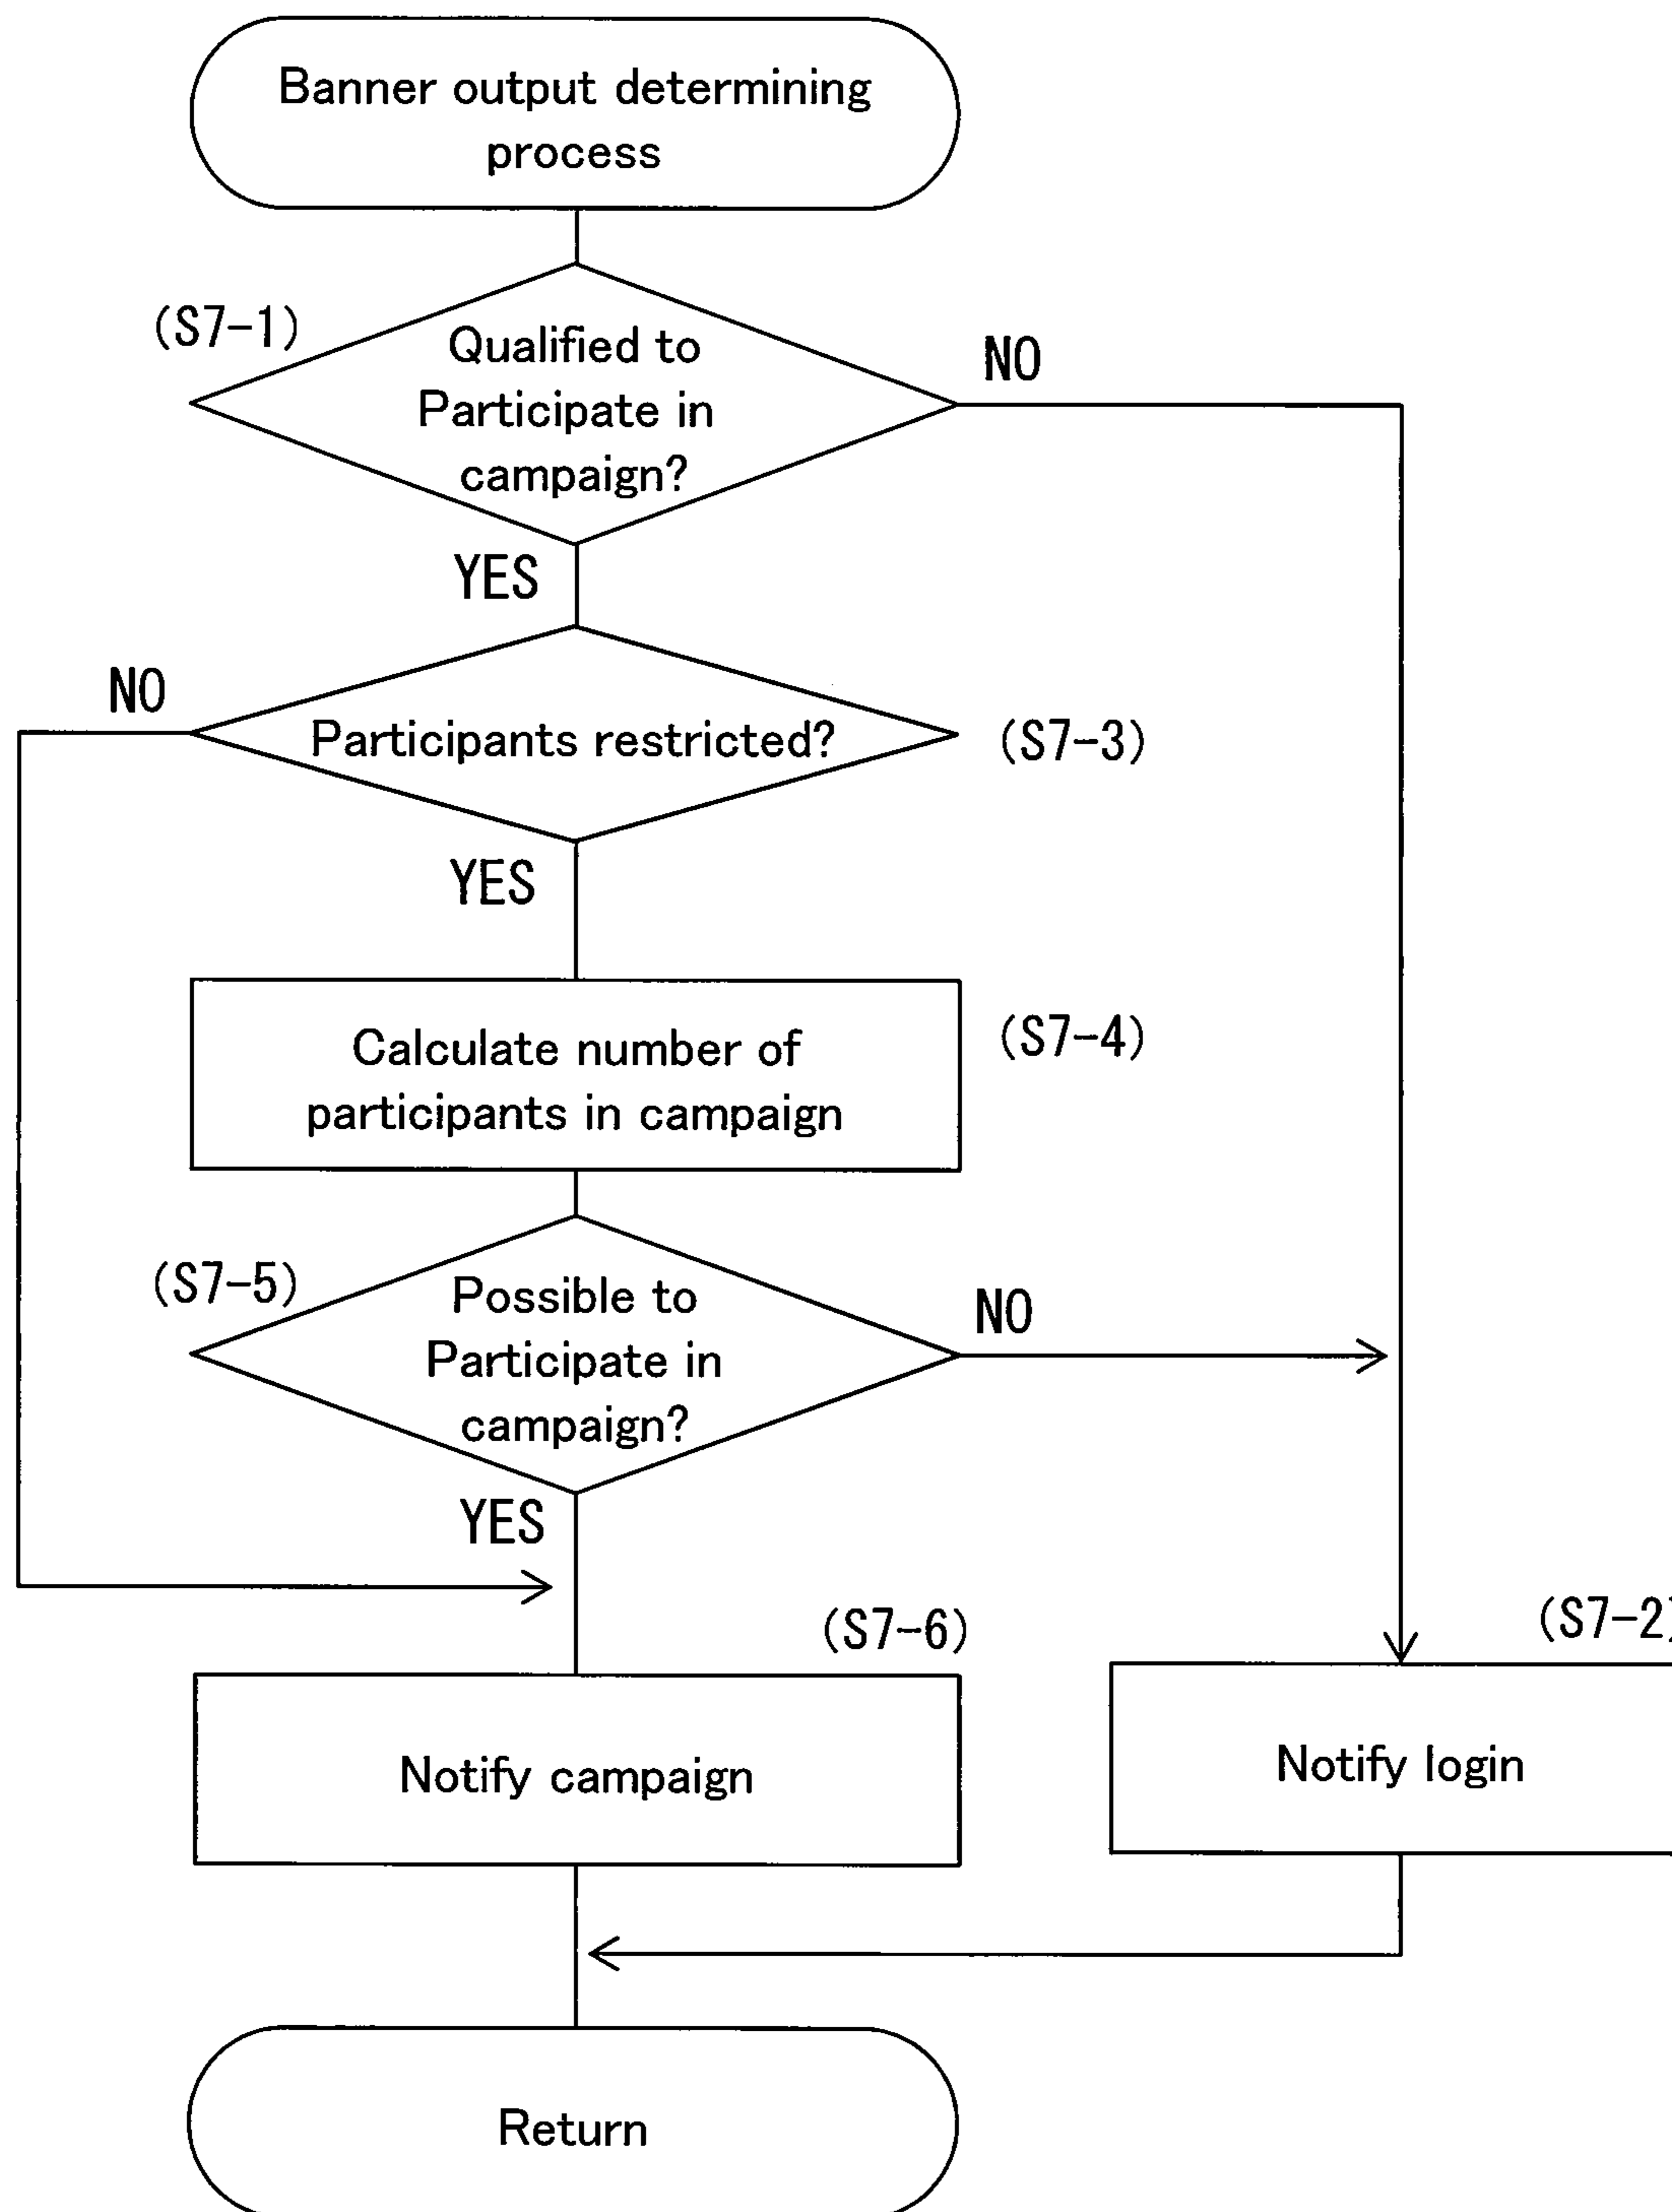 Banner output determining
process
(S7-1)
Qualified to
Participate in
campaign?
NO
YES
NO
Participants restricted?
(S7-3)
YES
Calculate number of
participants in campaign
(S7-4)
(S7-5)
Possible to
Participate in
campaign?
NO
YES
(S7-6)
(S7-2)
Notify campaign
Notify login
Return